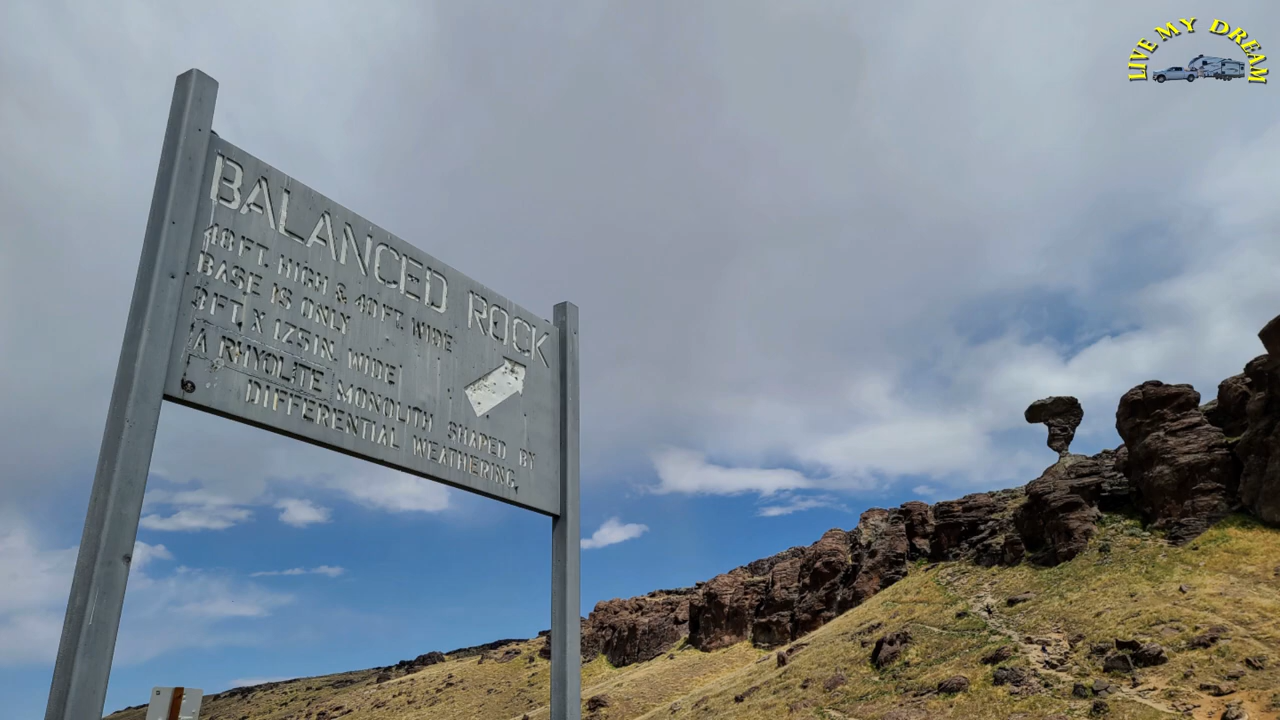 LIVE MY DREAM
BALANCED ROCK
48 FT. HIGH & 40 FT. WIDE
BASE IS ONLY
3 FT. X 17.5 IN. WIDE
A RHYOLITE MONOLITH SHAPED BY
DIFFERENTIAL WEATHERING.